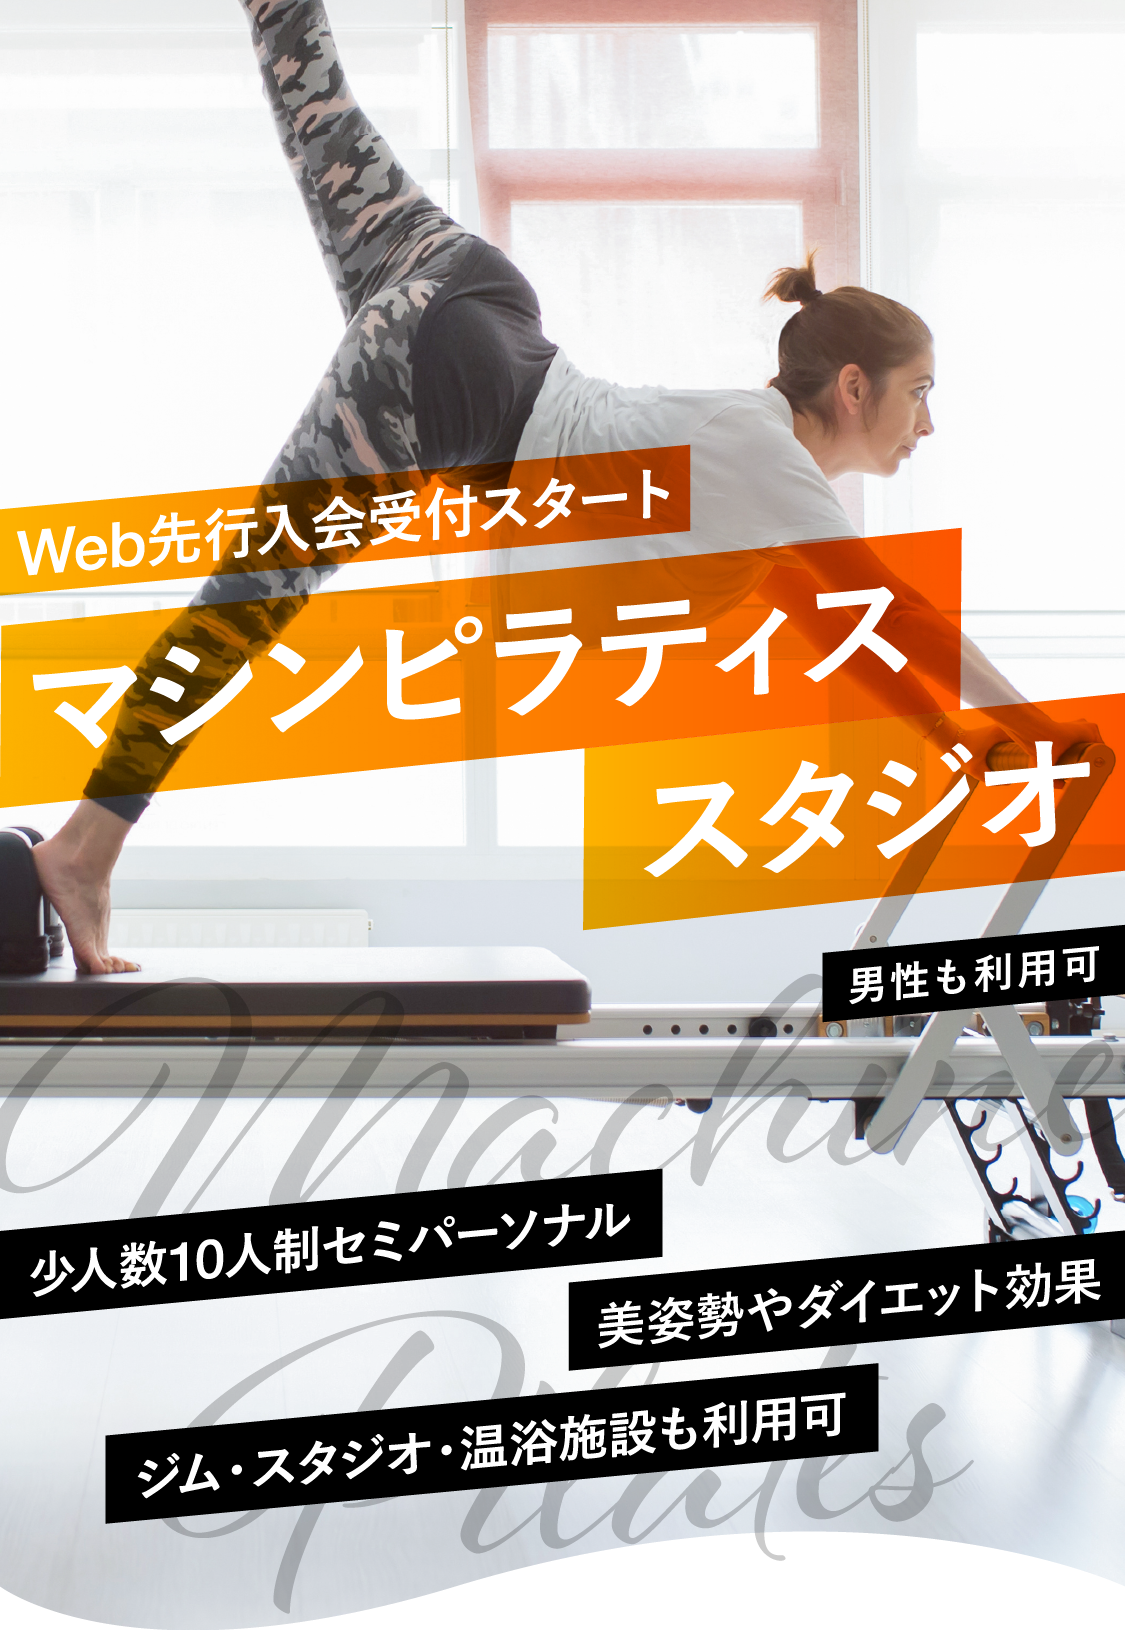 Web先行入会受付スタート
マシンピラティス
スタジオ
男性も利用可
Machine
少人数10人制セミパーソナル
美姿勢やダイエット効果
Pilates
ジム・スタジオ・温浴施設も利用可